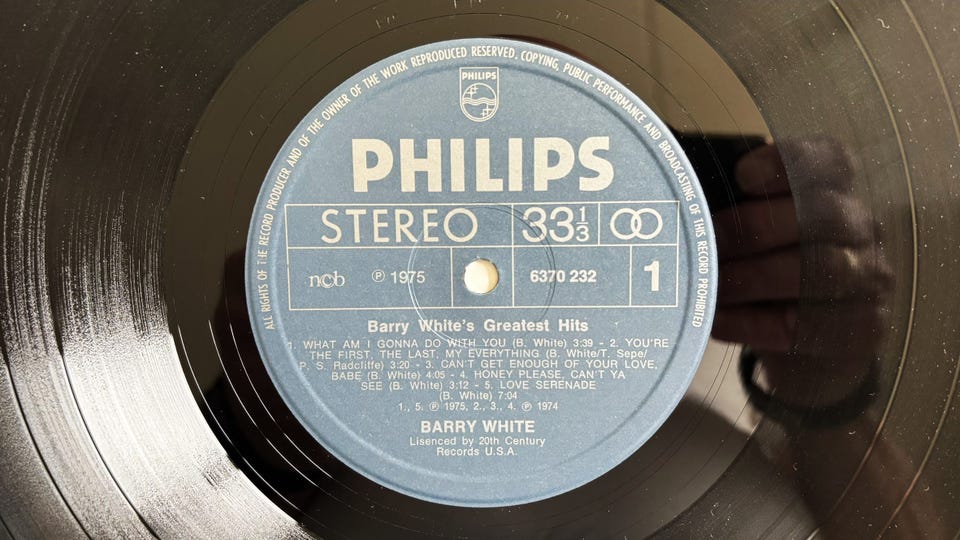 ALL RIGHTS OF THE RECORD PRODUCER AND OF THE OWNER OF THE WORK REPRODUCED RESERVED. COPYING, PUBLIC PERFORMANCE AND BROADCASTING OF THIS RECORD PROHIBITED
PHILIPS
PHILIPS
STEREO 33 1/3
ncb ℗ 1975 6370 232 1
Barry White's Greatest Hits
1. WHAT AM I GONNA DO WITH YOU (B. White) 3:39 - 2. YOU'RE
THE FIRST, THE LAST, MY EVERYTHING (B. White/T. Sepe/
P. S. Radcliffe) 3:20 - 3. CAN'T GET ENOUGH OF YOUR LOVE,
BABE (B. White) 4:05 - 4. HONEY PLEASE, CAN'T YA
SEE (B. White) 3:12 - 5. LOVE SERENADE
(B. White) 7:04
1., 5. ℗ 1975, 2., 3., 4. ℗ 1974
BARRY WHITE
Lisenced by 20th Century
Records U.S.A.